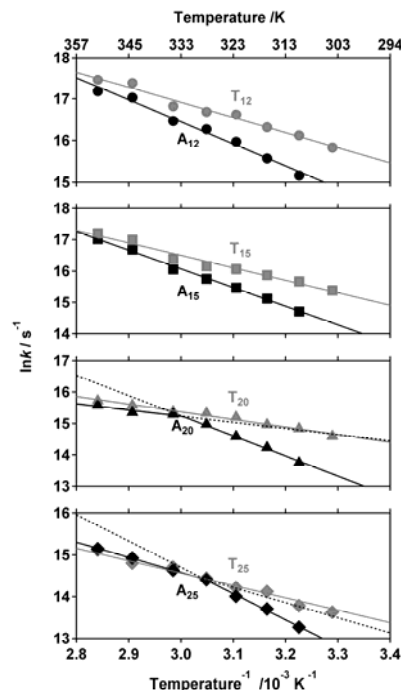 Temperature /K
357 345 333 323 313 303 294
18
17
16
15
T12
A12
18
17
16
15
14
T15
A15
ln k / s-1
17
16
15
14
13
T20
A20
16
15
14
13
T25
A25
2.8 2.9 3.0 3.1 3.2 3.3 3.4
Temperature-1 /10-3 K-1